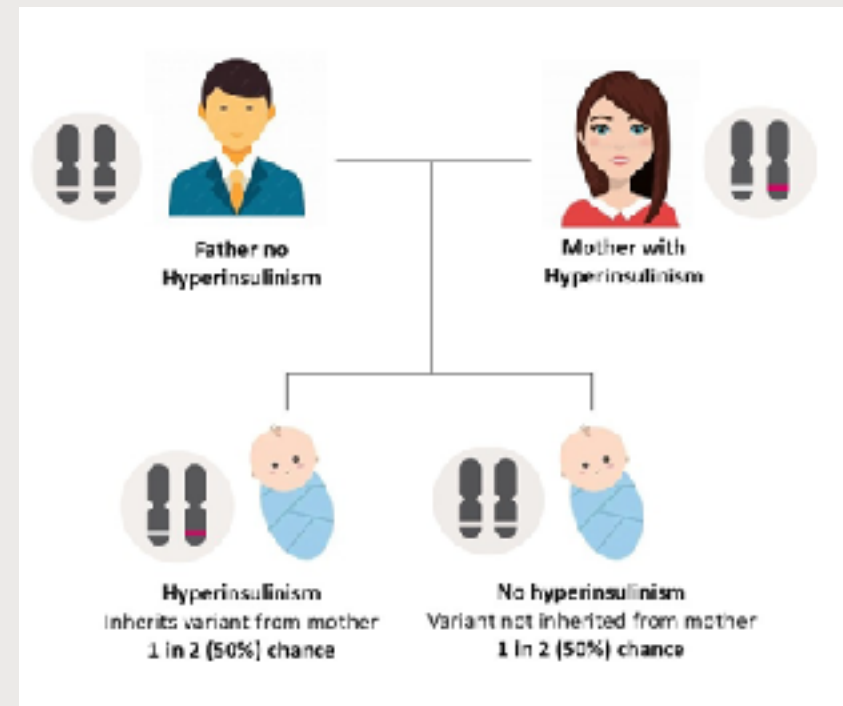 Father no
Hyperinsulinism
Mother with
Hyperinsulinism
Hyperinsulinism
Inherits variant from mother
1 in 2 (50%) chance
No hyperinsulinism
Variant not inherited from mother
1 in 2 (50%) chance